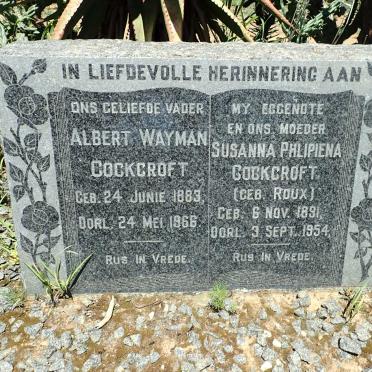 IN LIEFDEVOLLE HERINNERING AAN
ONS GELIEFDE VADER
ALBERT WAYMAN
COCKCROFT
GEB. 24 JUNIE 1883
OORL. 24 MEI. 1966
RUS IN VREDE.
MY EGGENOTE
EN ONS MOEDER
SUSANNA PHLIPIENA
COCKCROFT.
(GEB. ROUX)
GEB. 6 NOV. 1891.
OORL. 3 SEPT. 1954.
RUS IN VREDE.